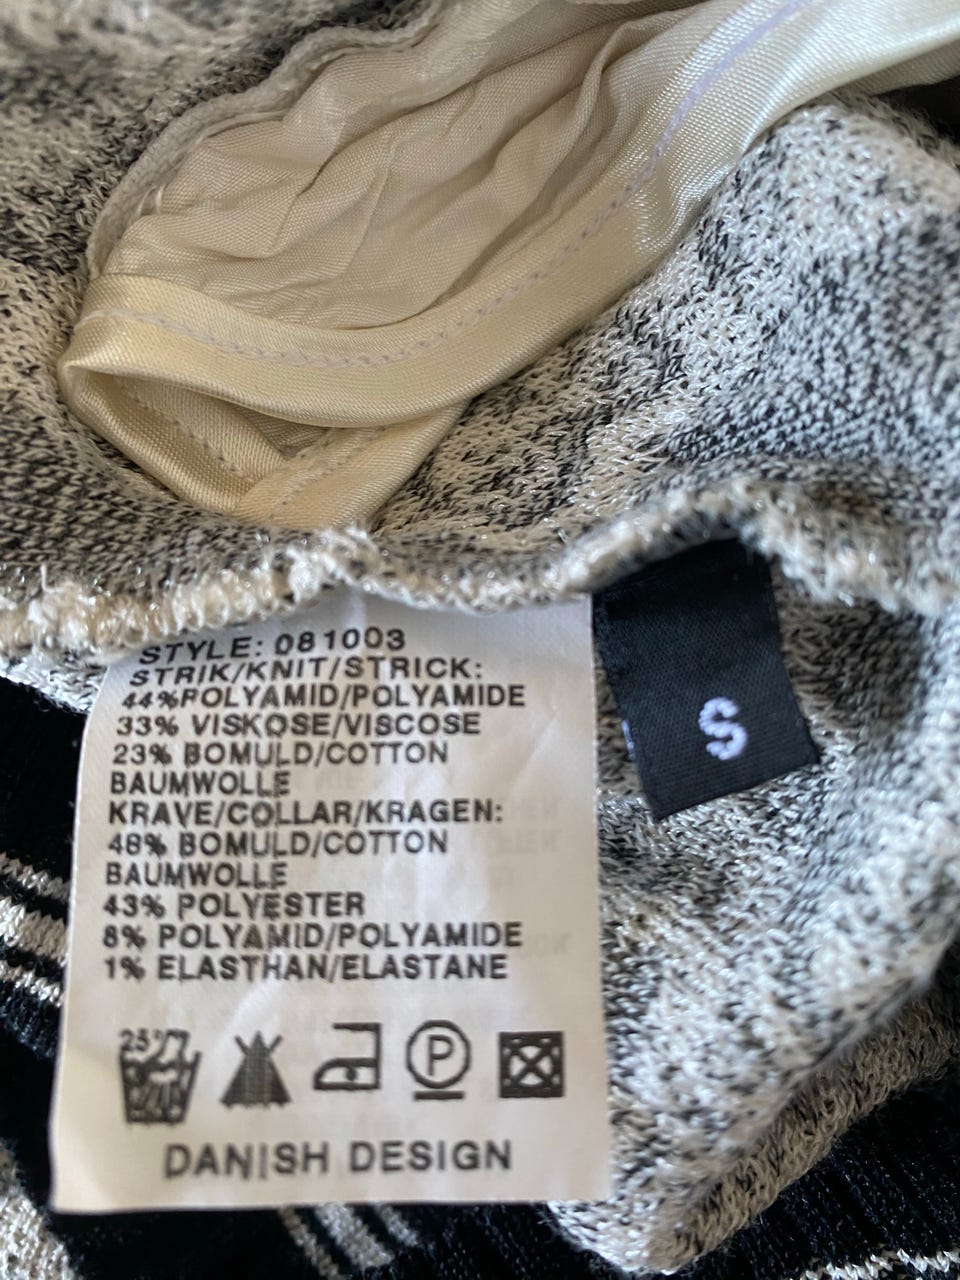 STYLE: 081003
STRIK/KNIT/STRICK:
44%POLYAMID/POLYAMIDE
33% VISKOSE/VISCOSE
23% BOMULD/COTTON
BAUMWOLLE
KRAVE/COLLAR/KRAGEN:
48% BOMULD/COTTON
BAUMWOLLE
43% POLYESTER
8% POLYAMID/POLYAMIDE
1% ELASTHAN/ELASTANE
25°
P
DANISH DESIGN
S